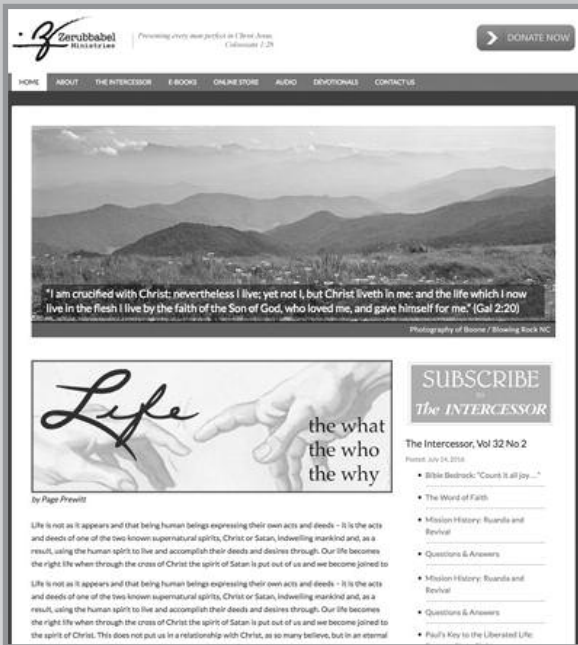 Zerubbabel
Ministries
Presenting every man perfect in Christ Jesus.
Colossians 1:28
DONATE NOW
HOME ABOUT THE INTERCESSOR E-BOOKS ONLINE STORE AUDIO DEVOTIONALS CONTACT US
"I am crucified with Christ: nevertheless I live; yet not I, but Christ liveth in me: and the life which I now
live in the flesh I live by the faith of the Son of God, who loved me, and gave himself for me." (Gal 2:20)
Photography of Boone / Blowing Rock NC
Life
the what
the who
the why
by Page Prewitt
Life is not as it appears and that being human beings expressing their own acts and deeds – it is the acts
and deeds of one of the two known supernatural spirits, Christ or Satan, indwelling mankind and, as a
result, using the human spirit to live and accomplish their deeds and desires through. Our life becomes
the right life when through the cross of Christ the spirit of Satan is put out of us and we become joined to
Life is not as it appears and that being human beings expressing their own acts and deeds – it is the acts
and deeds of one of the two known supernatural spirits, Christ or Satan, indwelling mankind and, as a
result, using the human spirit to live and accomplish their deeds and desires through. Our life becomes
the right life when through the cross of Christ the spirit of Satan is put out of us and we become joined to
the spirit of Christ. This does not put us in a relationship with Christ, as so many believe, but in an eternal
SUBSCRIBE
to
The INTERCESSOR
The Intercessor, Vol 32 No 2
Posted: July 14, 2016
• Bible Bedrock: "Count it all joy ..."
• The Word of Faith
• Mission History: Ruanda and
Revival
• Questions & Answers
• Mission History: Ruanda and
Revival
• Questions & Answers
• Paul's Key to the Liberated Life: